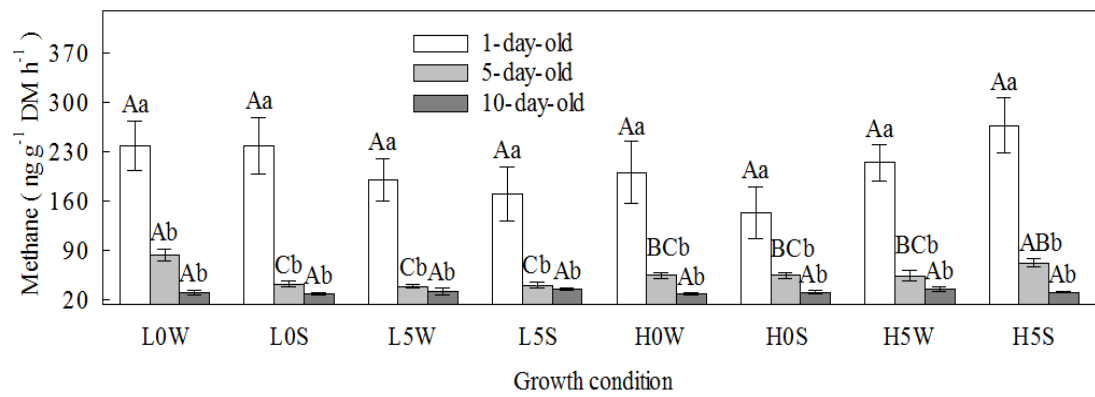 Methane ( ng g⁻¹ DM h⁻¹ )
370
300
230
160
90
20
1-day-old
5-day-old
10-day-old
Aa Ab Ab
Aa Cb Ab
Aa Cb Ab
Aa Cb Ab
Aa BCb Ab
Aa BCb Ab
Aa BCb Ab
Aa ABb Ab
L0W L0S L5W L5S H0W H0S H5W H5S
Growth condition